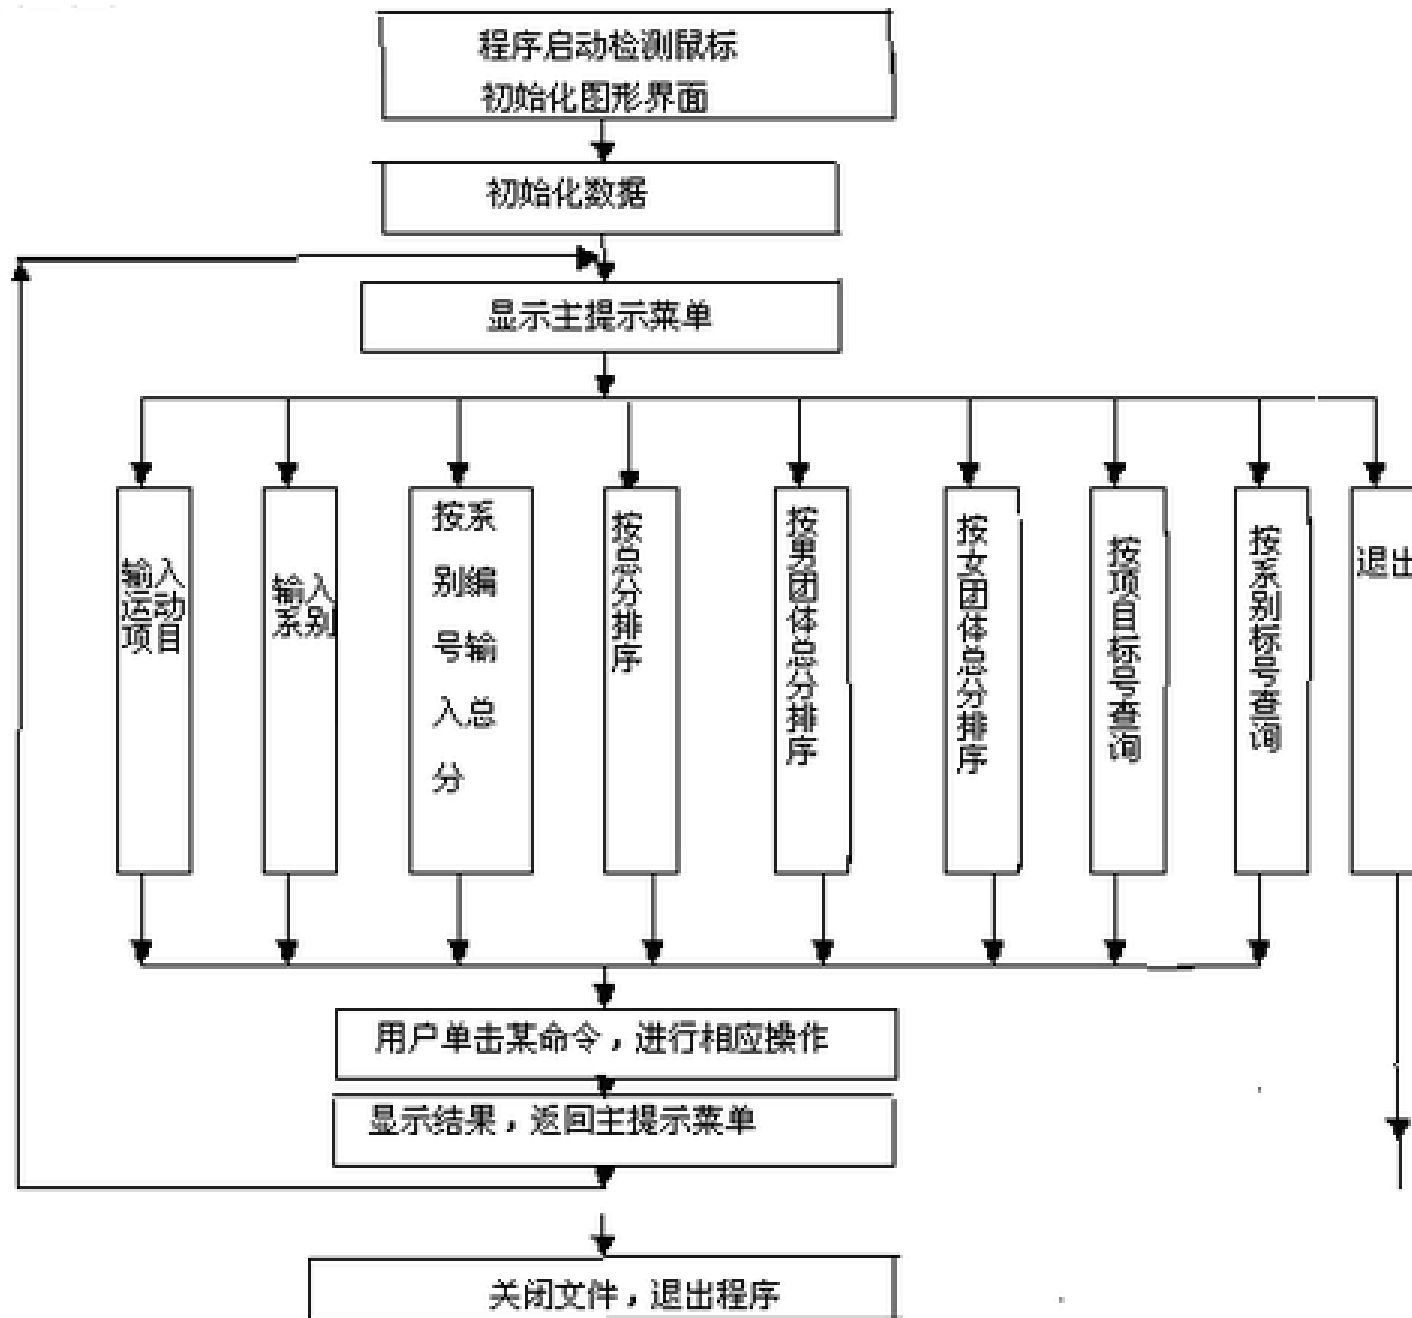 程序启动检测鼠标
初始化图形界面
初始化数据
显示主提示菜单
输入
运动
项目
输入
系别
按系
别编
号输
入总
分
按总分排序
按男团体总分排序
按女团体总分排序
按项目标号查询
按系别标号查询
退出
用户单击某命令，进行相应操作
显示结果，返回主提示菜单
关闭文件，退出程序